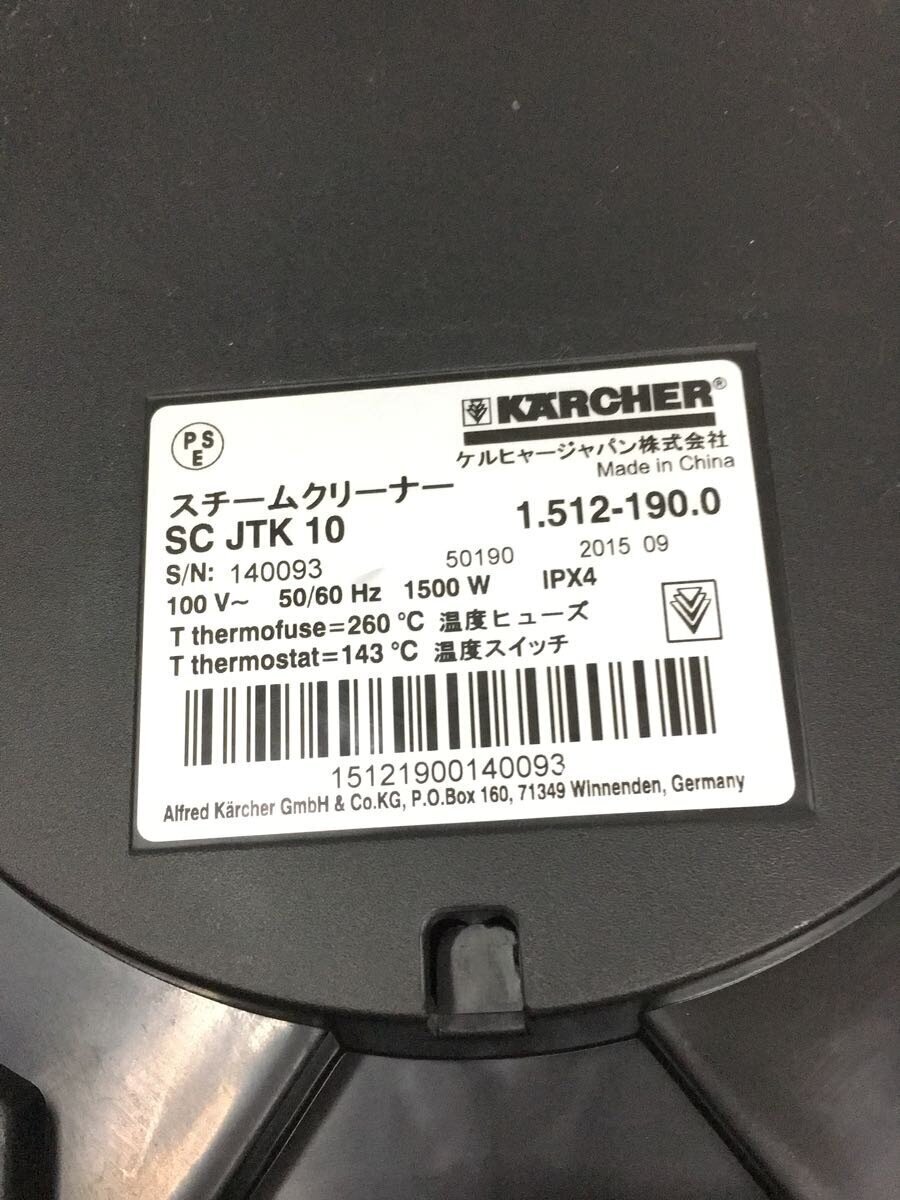 PSE
KÄRCHER®
ケルヒャージャパン株式会社
Made in China
スチームクリーナー
SC JTK 10
1.512-190.0
S/N: 140093 50190 2015 09
100 V~ 50/60 Hz 1500 W IPX4
T thermofuse=260 °C 温度ヒューズ
T thermostat=143 °C 温度スイッチ
15121900140093
Alfred Kärcher GmbH & Co.KG, P.O.Box 160, 71349 Winnenden, Germany